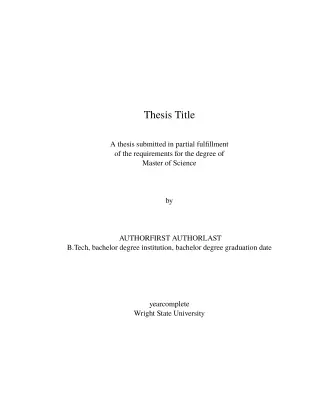 Thesis Title
A thesis submitted in partial fulfillment
of the requirements for the degree of
Master of Science
by
AUTHORFIRST AUTHORLAST
B.Tech, bachelor degree institution, bachelor degree graduation date
yearcomplete
Wright State University